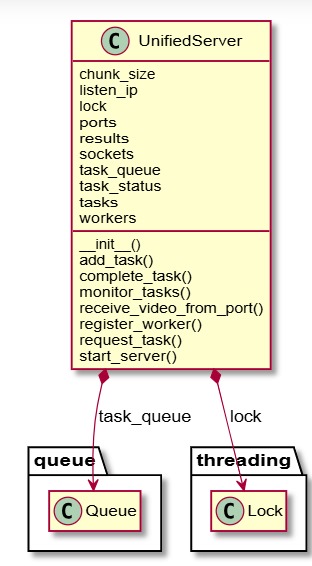 C UnifiedServer
chunk_size
listen_ip
lock
ports
results
sockets
task_queue
task_status
tasks
workers
__init__()
add_task()
complete_task()
monitor_tasks()
receive_video_from_port()
register_worker()
request_task()
start_server()
task_queue lock
queue threading
C Queue C Lock